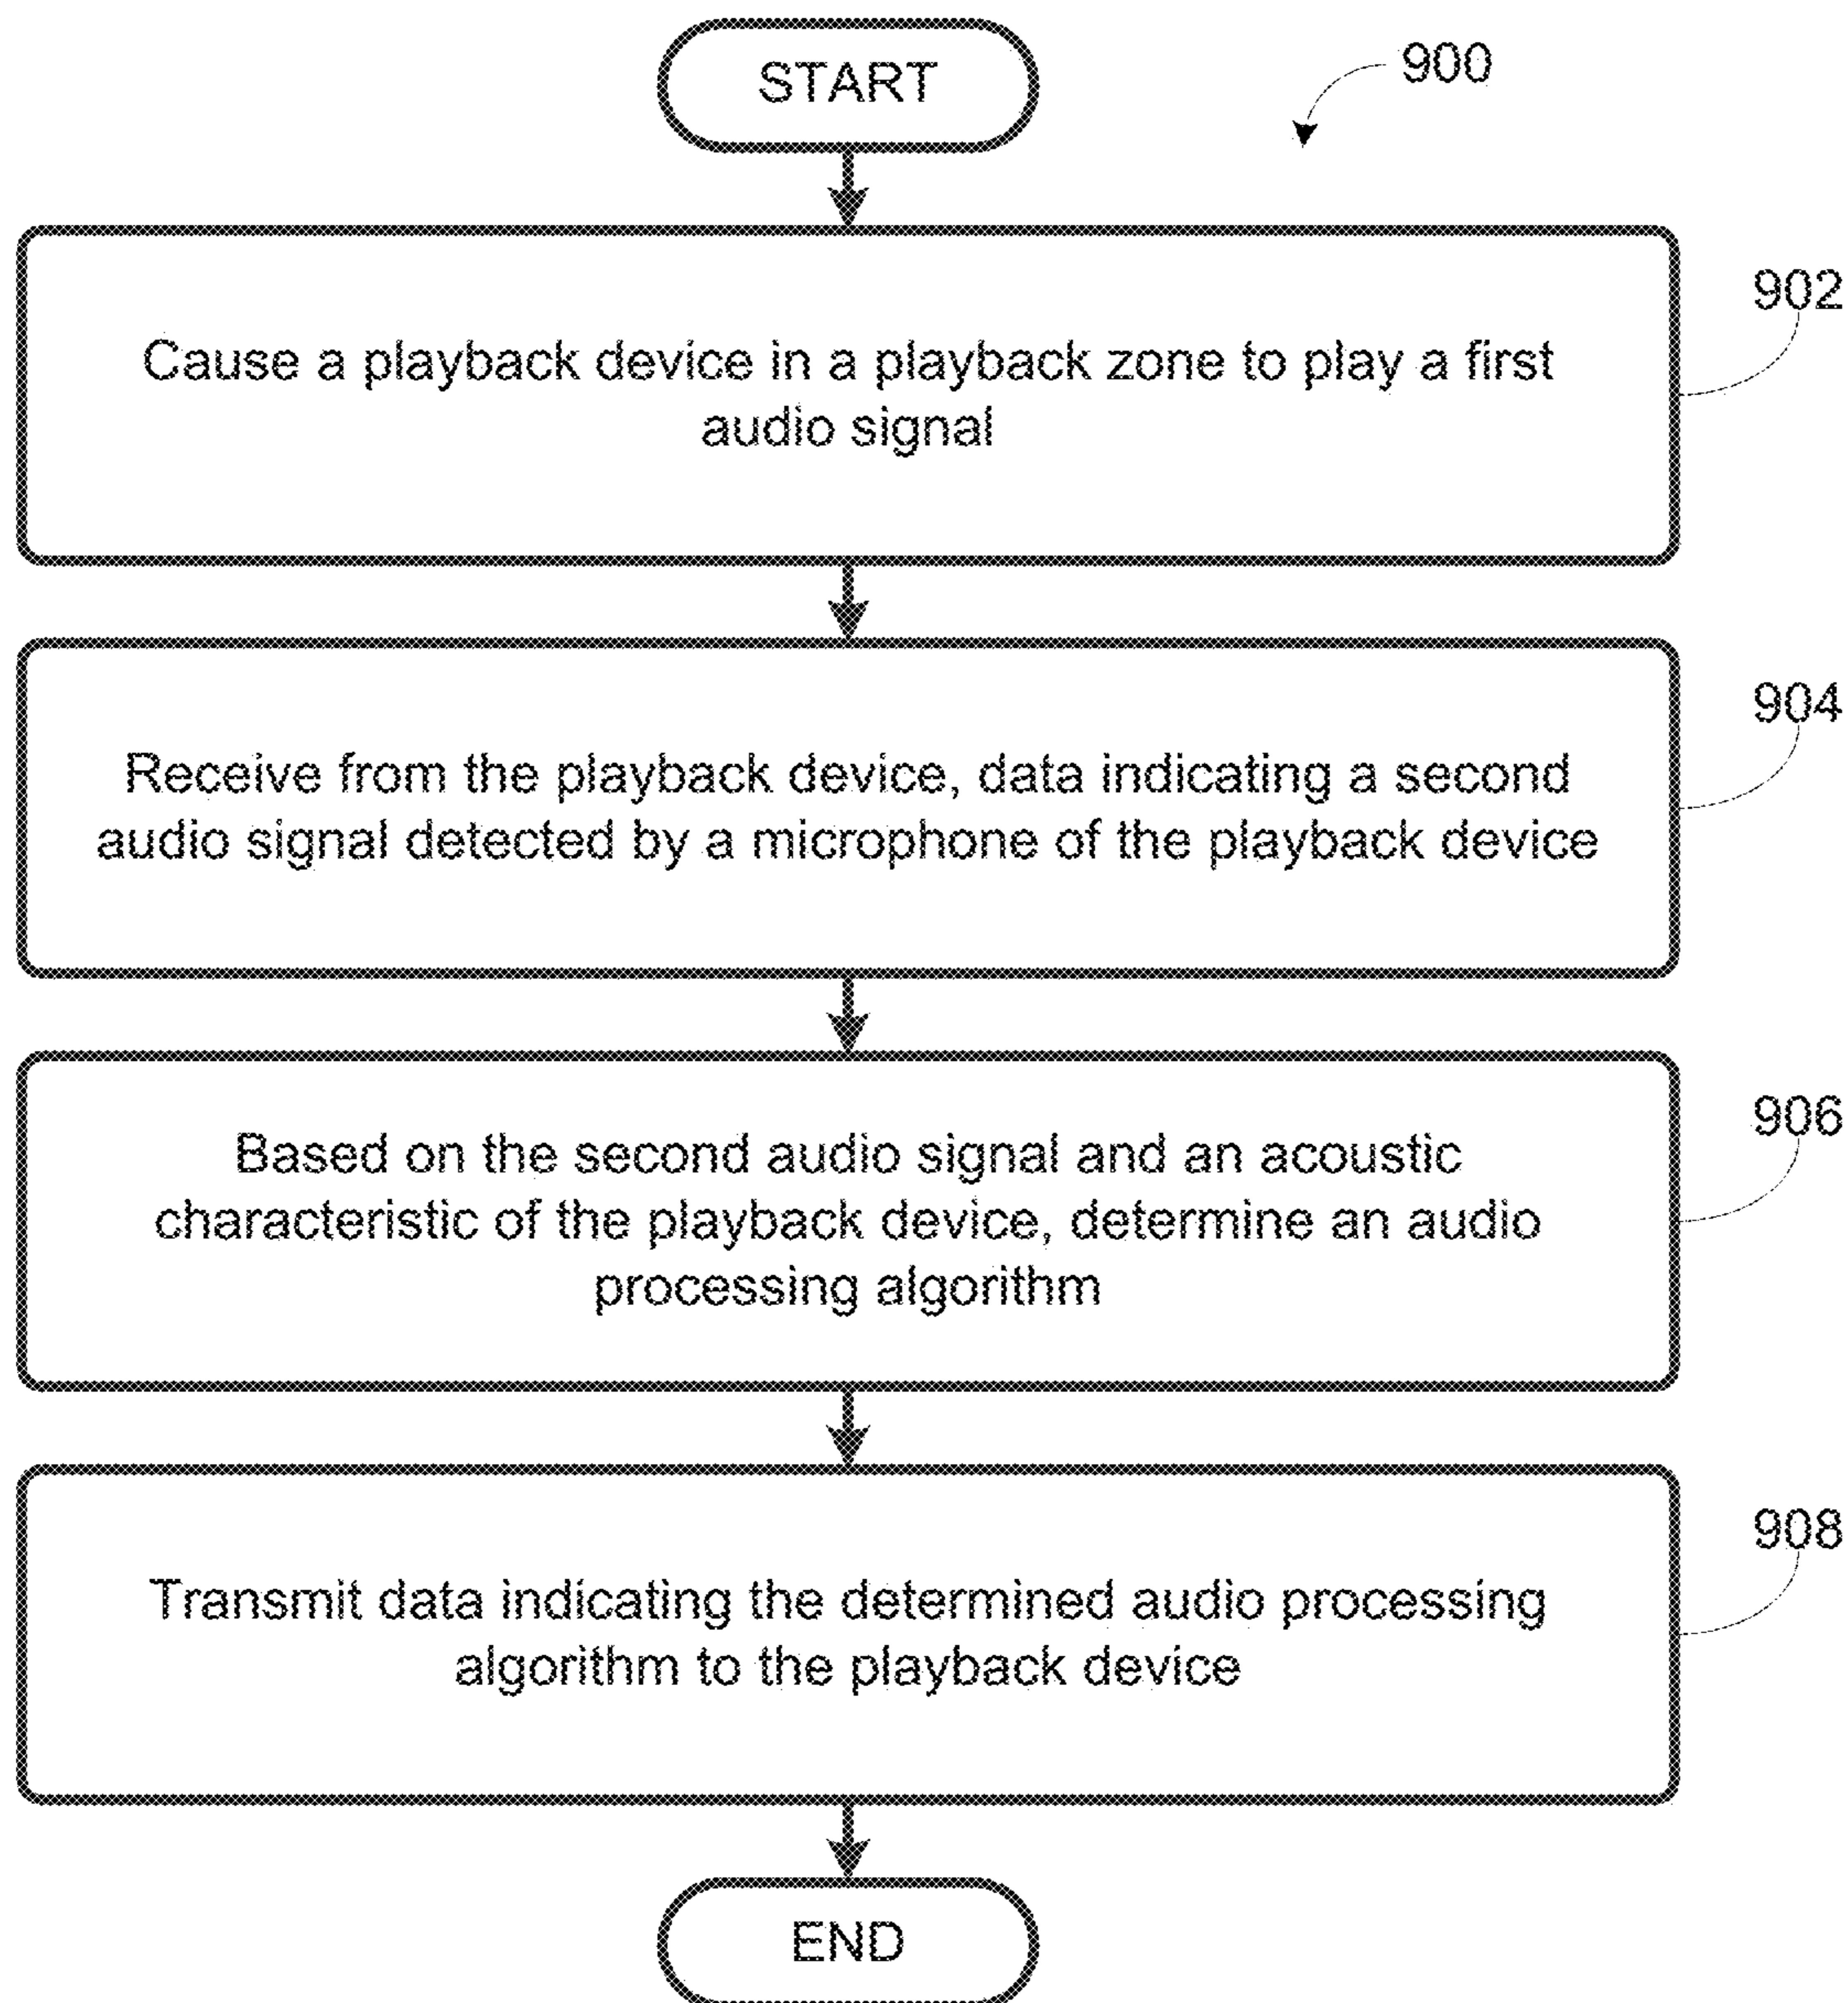 START
900
Cause a playback device in a playback zone to play a first
audio signal
902
Receive from the playback device, data indicating a second
audio signal detected by a microphone of the playback device
904
Based on the second audio signal and an acoustic
characteristic of the playback device, determine an audio
processing algorithm
906
Transmit data indicating the determined audio processing
algorithm to the playback device
908
END